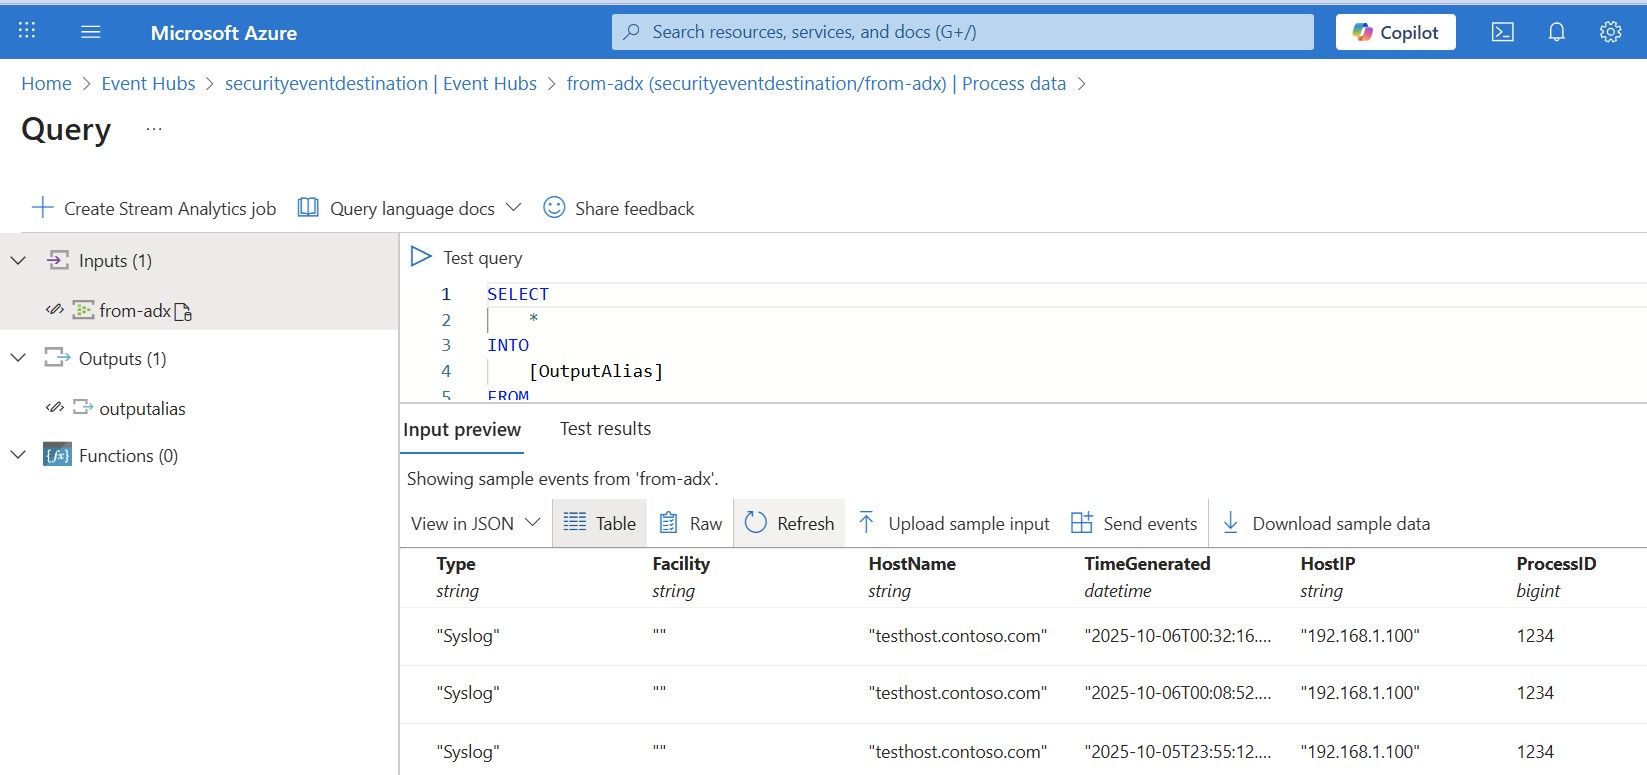 Microsoft Azure
Search resources, services, and docs (G+/)
Copilot
Home > Event Hubs > securityeventdestination | Event Hubs > from-adx (securityeventdestination/from-adx) | Process data >
Query ...
Create Stream Analytics job Query language docs Share feedback
Inputs (1)
from-adx
Outputs (1)
outputalias
Functions (0)
Test query
1 SELECT
2 *
3 INTO
4 [OutputAlias]
5 FROM
Input preview Test results
Showing sample events from 'from-adx'.
View in JSON Table Raw Refresh Upload sample input Send events Download sample data
Type Facility HostName TimeGenerated HostIP ProcessID
string string string datetime string bigint
"Syslog" "" "testhost.contoso.com" "2025-10-06T00:32:16.... "192.168.1.100" 1234
"Syslog" "" "testhost.contoso.com" "2025-10-06T00:08:52.... "192.168.1.100" 1234
"Syslog" "" "testhost.contoso.com" "2025-10-05T23:55:12.... "192.168.1.100" 1234